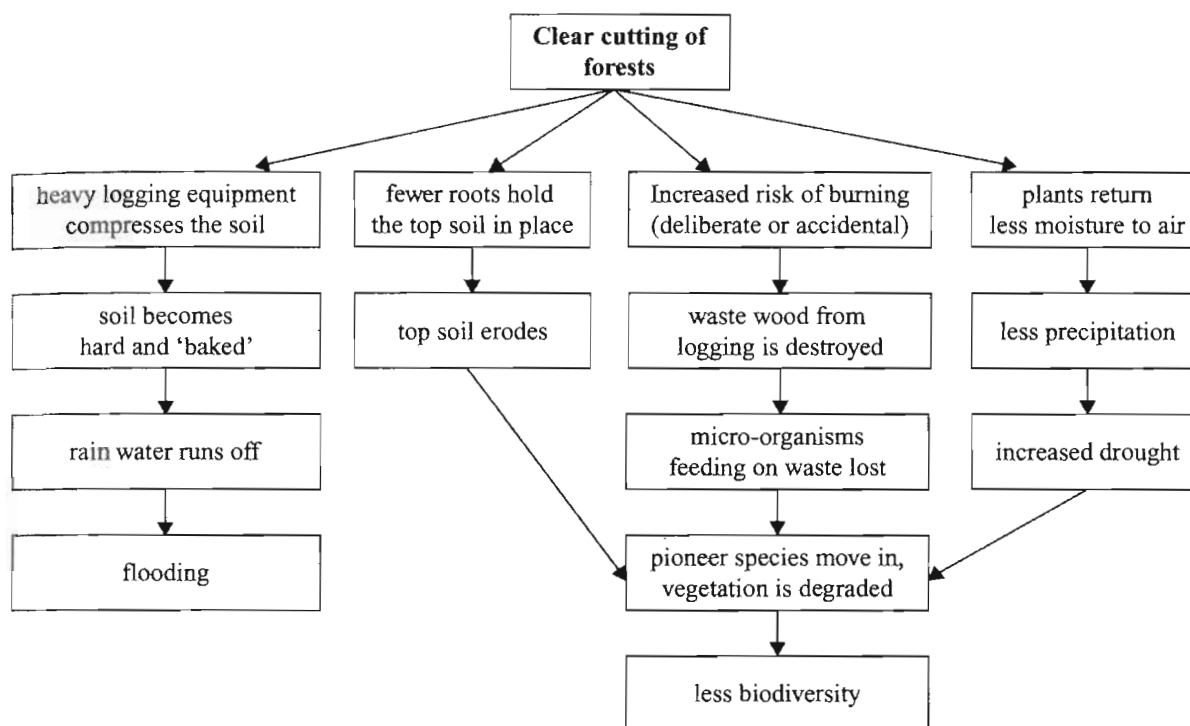 Clear cutting of
forests
heavy logging equipment
compresses the soil
fewer roots hold
the top soil in place
Increased risk of burning
(deliberate or accidental)
plants return
less moisture to air
soil becomes
hard and ‘baked’
top soil erodes
waste wood from
logging is destroyed
less precipitation
rain water runs off
micro-organisms
feeding on waste lost
increased drought
flooding
pioneer species move in,
vegetation is degraded
less biodiversity